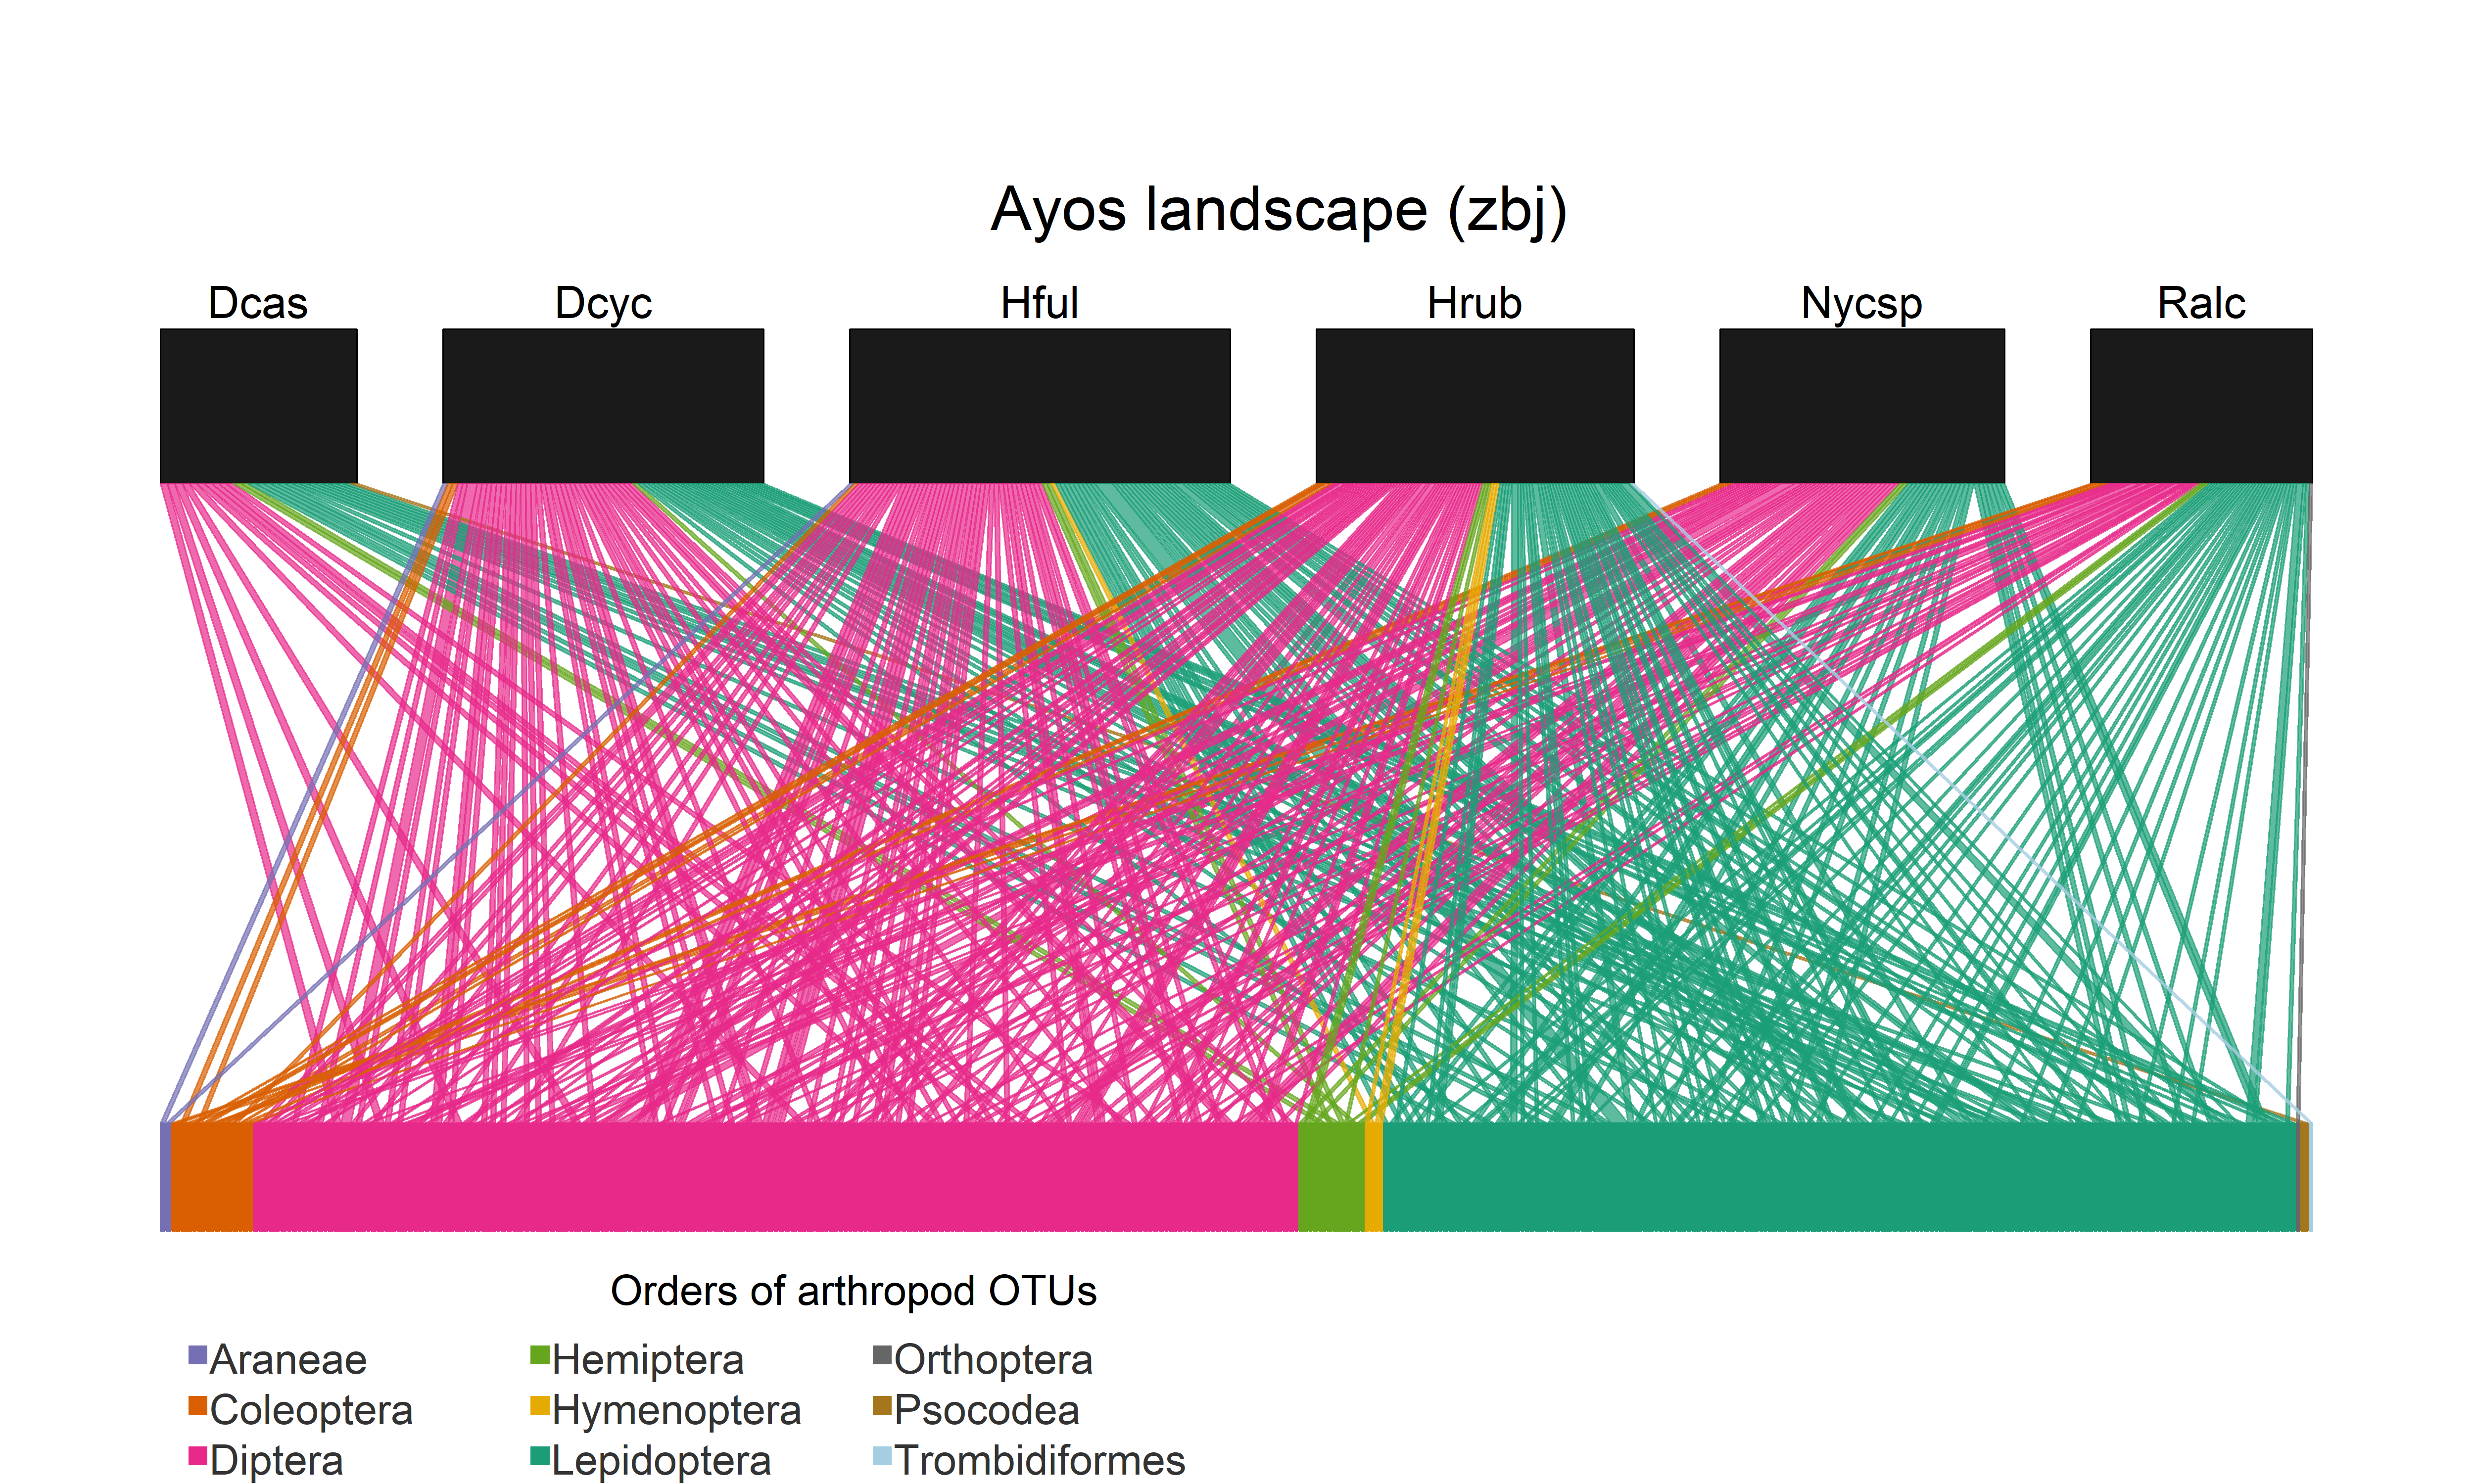 Ayos landscape (zbj)
Dcas Dcyc Hful Hrub Nycsp Ralc
Orders of arthropod OTUs
Araneae Hemiptera Orthoptera
Coleoptera Hymenoptera Psocodea
Diptera Lepidoptera Trombidiformes